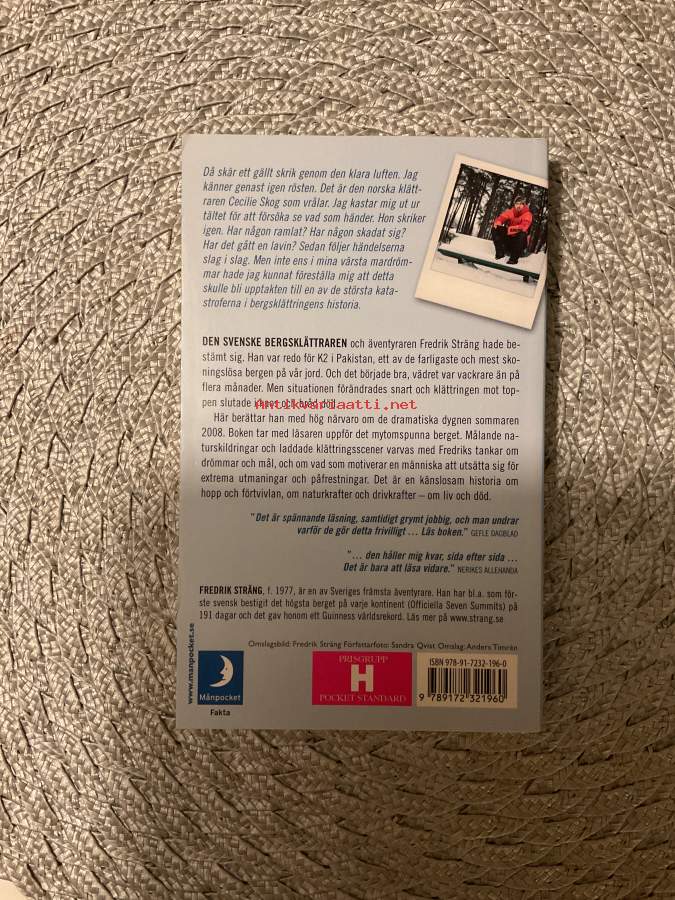 Då skär ett gällt skrik genom den klara luften. Jag
känner genast igen rösten. Det är den norska klätt-
raren Cecilie Skog som vrålar. Jag kastar mig ut ur
tältet för att försöka se vad som händer. Hon skriker
igen. Har någon ramlat? Har någon skadat sig?
Har det gått en lavin? Sedan följer händelserna
slag i slag. Men inte ens i mina värsta mardröm-
mar hade jag kunnat föreställa mig att detta
skulle bli upptakten till en av de största kata-
stroferna i bergsklättringens historia.
DEN SVENSKE BERGSKLÄTTRAREN och äventyraren Fredrik Sträng hade be-
stämt sig. Han var redo för K2 i Pakistan, ett av de farligaste och mest sko-
ningslösa bergen på vår jord. Och det började bra, vädret var vackrare än på
flera månader. Men situationen förändrades snart och klättringen mot top-
pen slutade i kaos och bråd död.
antikvariaatti.net
Här berättar han med hög närvaro om de dramatiska dygnen sommaren
2008. Boken tar med läsaren uppför det mytomspunna berget. Målande na-
turskildringar och laddade klättringsscener varvas med Fredriks tankar om
drömmar och mål, och om vad som motiverar en människa att utsätta sig för
extrema utmaningar och påfrestningar. Det är en känslosam historia om
hopp och förtvivlan, om naturkrafter och drivkrafter – om liv och död.
"Det är spännande läsning, samtidigt grymt jobbig, och man undrar
varför de gör detta frivilligt ... Läs boken." GEFLE DAGBLAD
"... den håller mig kvar, sida efter sida ...
Det är bara att läsa vidare." NERIKES ALLEHANDA
FREDRIK STRÄNG, f. 1977, är en av Sveriges främsta äventyrare. Han har bl.a. som för-
ste svensk bestigit det högsta berget på varje kontinent (Officiella Seven Summits) på
191 dagar och det gav honom ett Guinness världsrekord. Läs mer på www.strang.se
Omslagsbild: Fredrik Sträng Författarfoto: Sandra Qvist Omslag: Anders Timrén
www.manpocket.se
Månpocket
Fakta
PRISGRUPP
H
POCKET STANDARD
ISBN 978-91-7232-196-0
9 789172 321960